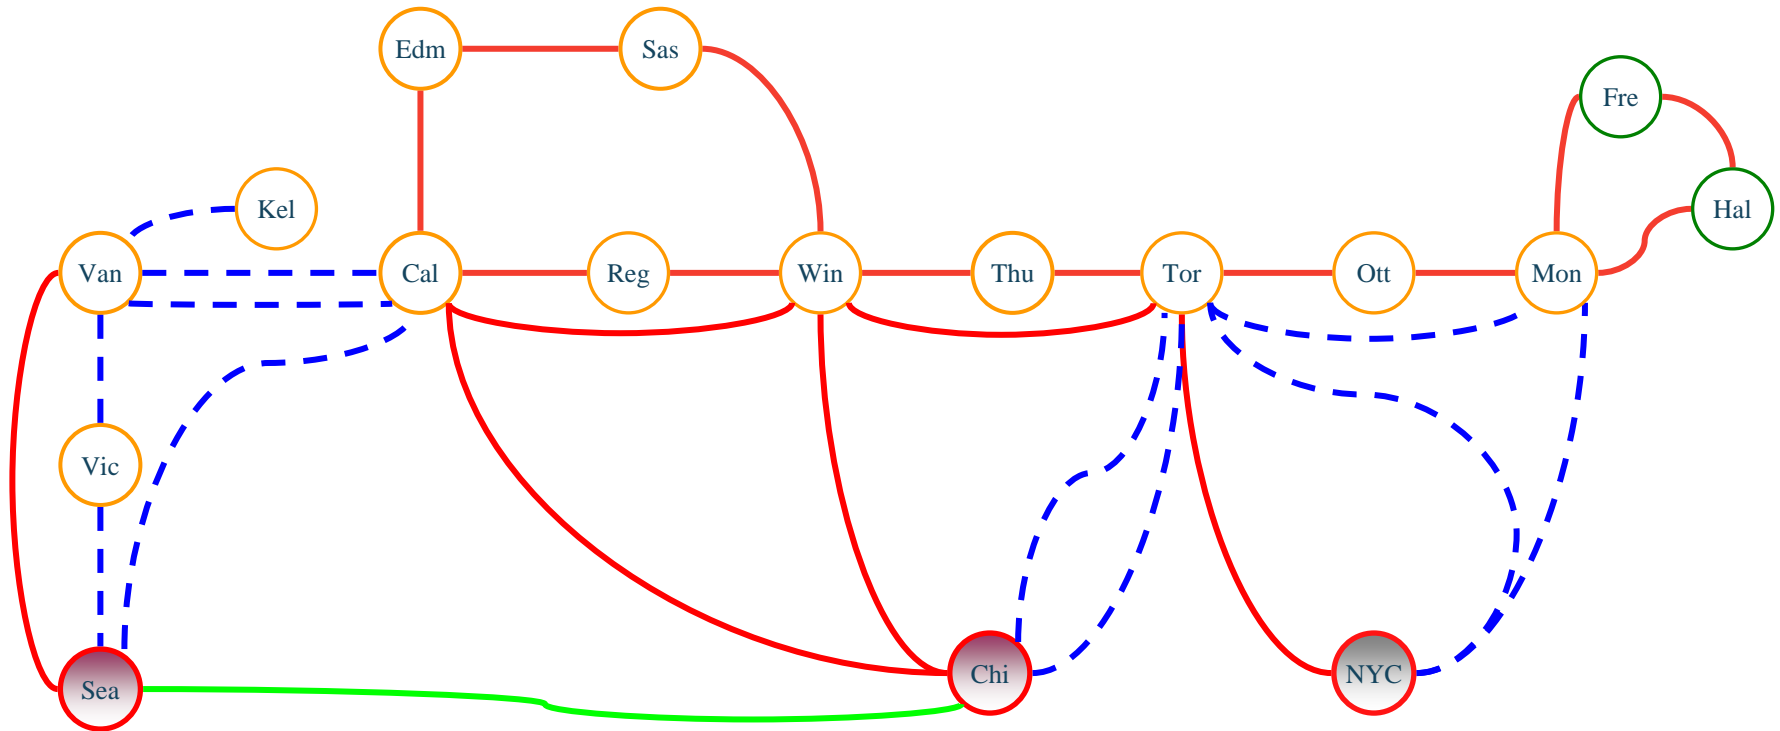 Edm
Sas
Fre
Kel
Hal
Van
Cal
Reg
Win
Thu
Tor
Ott
Mon
Vic
Sea
Chi
NYC